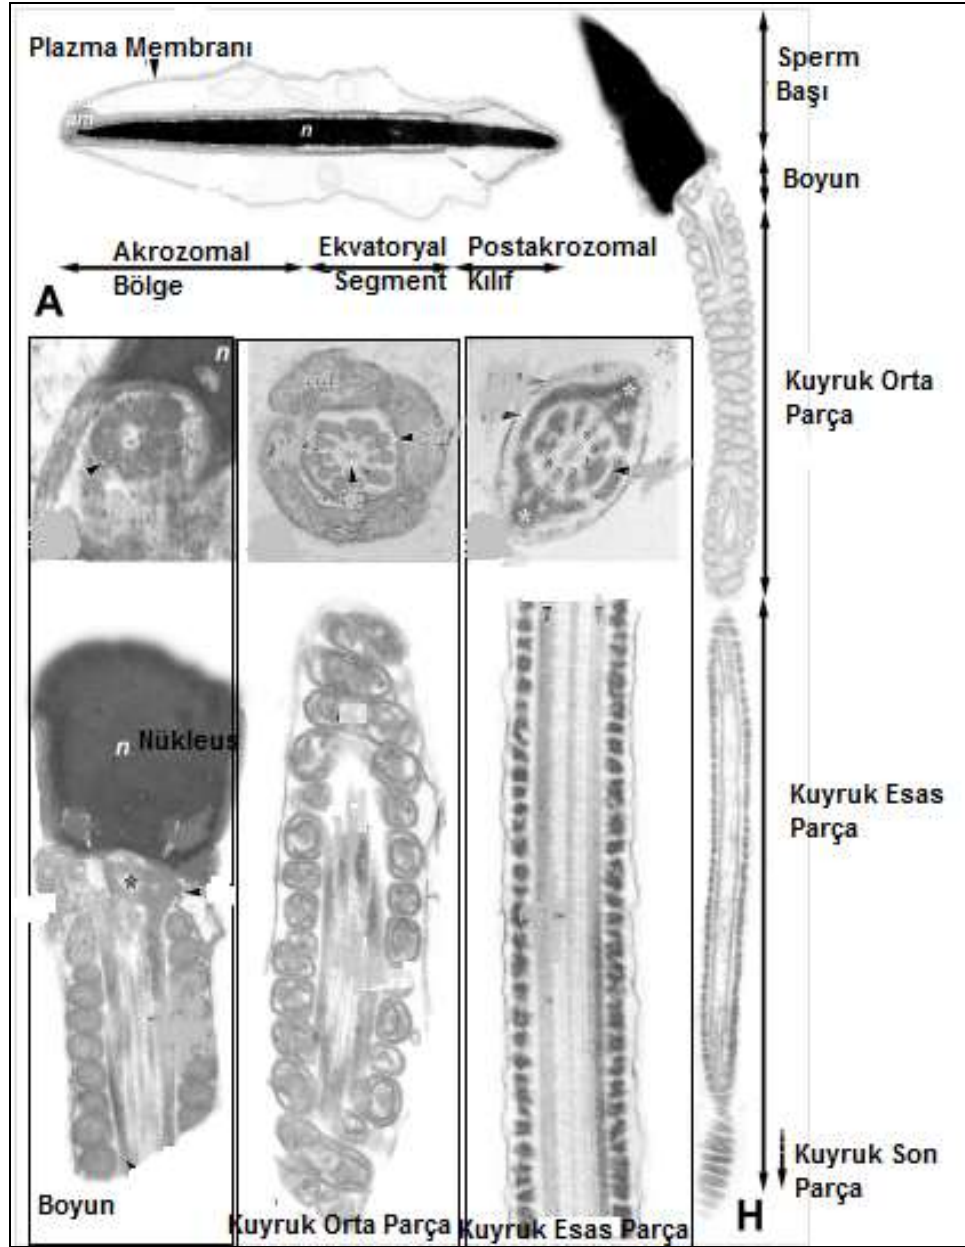 Plazma Membranı
am
n
Sperm
Başı
Boyun
Akrozomal
Bölge
Ekvatoryal
Segment
Postakrozomal
Kılıf
A
n
Kuyruk Orta
Parça
n Nükleus
Kuyruk Esas
Parça
Kuyruk Son
Parça
Boyun
Kuyruk Orta Parça
Kuyruk Esas Parça
H